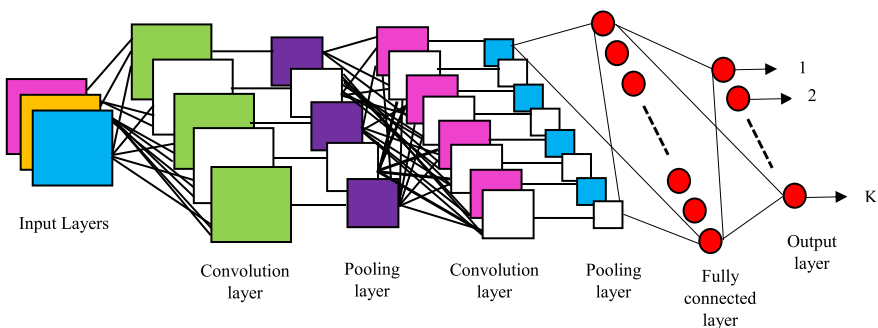 1
2
K
Input Layers
Convolution
layer
Pooling
layer
Convolution
layer
Pooling
layer
Fully
connected
layer
Output
layer